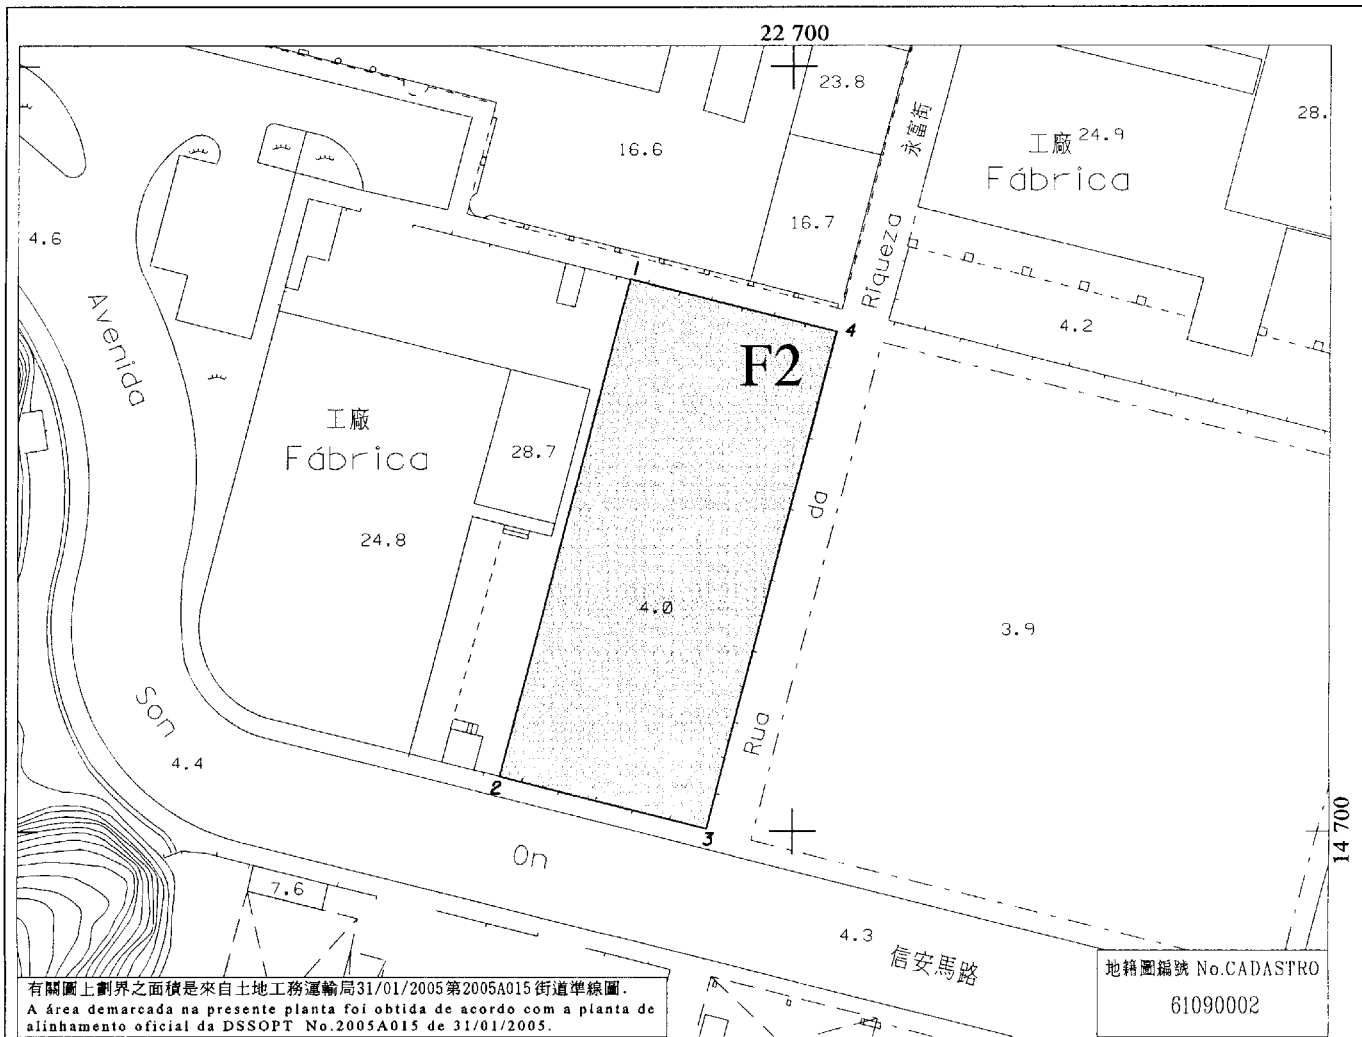 22 700
23.8
永富街
工廠 24.9
Fábrica
28.
16.6
16.7
Riqueza
4.6
Avenida
1
4
4.2
F2
工廠
Fábrica
28.7
24.8
da
4.0
3.9
Son
4.4
Rua
2
3
14 700
On
7.6
4.3
信安馬路
地籍圖編號 No.CADASTRO
61090002
有關圖上劃界之面積是來自土地工務運輸局31/01/2005第2005A015街道準線圖.
A área demarcada na presente planta foi obtida de acordo com a planta de
alinhamento oficial da DSSOPT No.2005A015 de 31/01/2005.